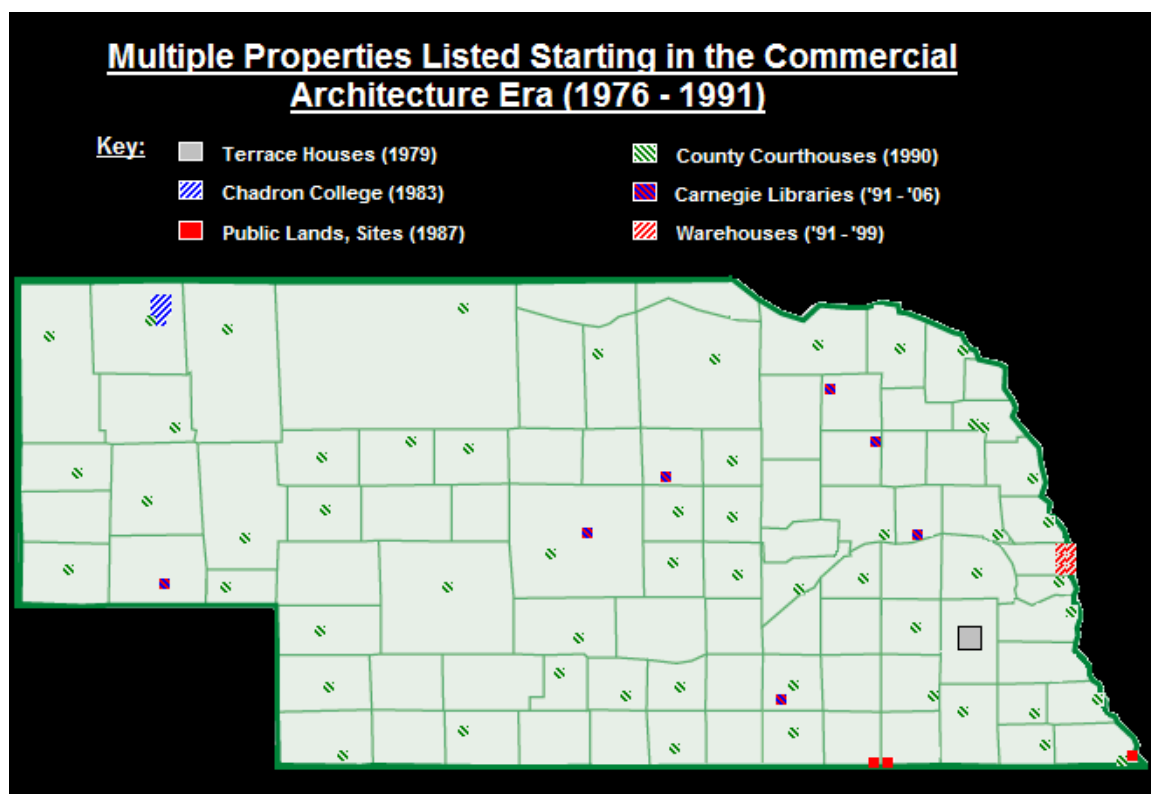 Multiple Properties Listed Starting in the Commercial
Architecture Era (1976 - 1991)
Key:
Terrace Houses (1979)
Chadron College (1983)
Public Lands, Sites (1987)
County Courthouses (1990)
Carnegie Libraries ('91 - '06)
Warehouses ('91 - '99)